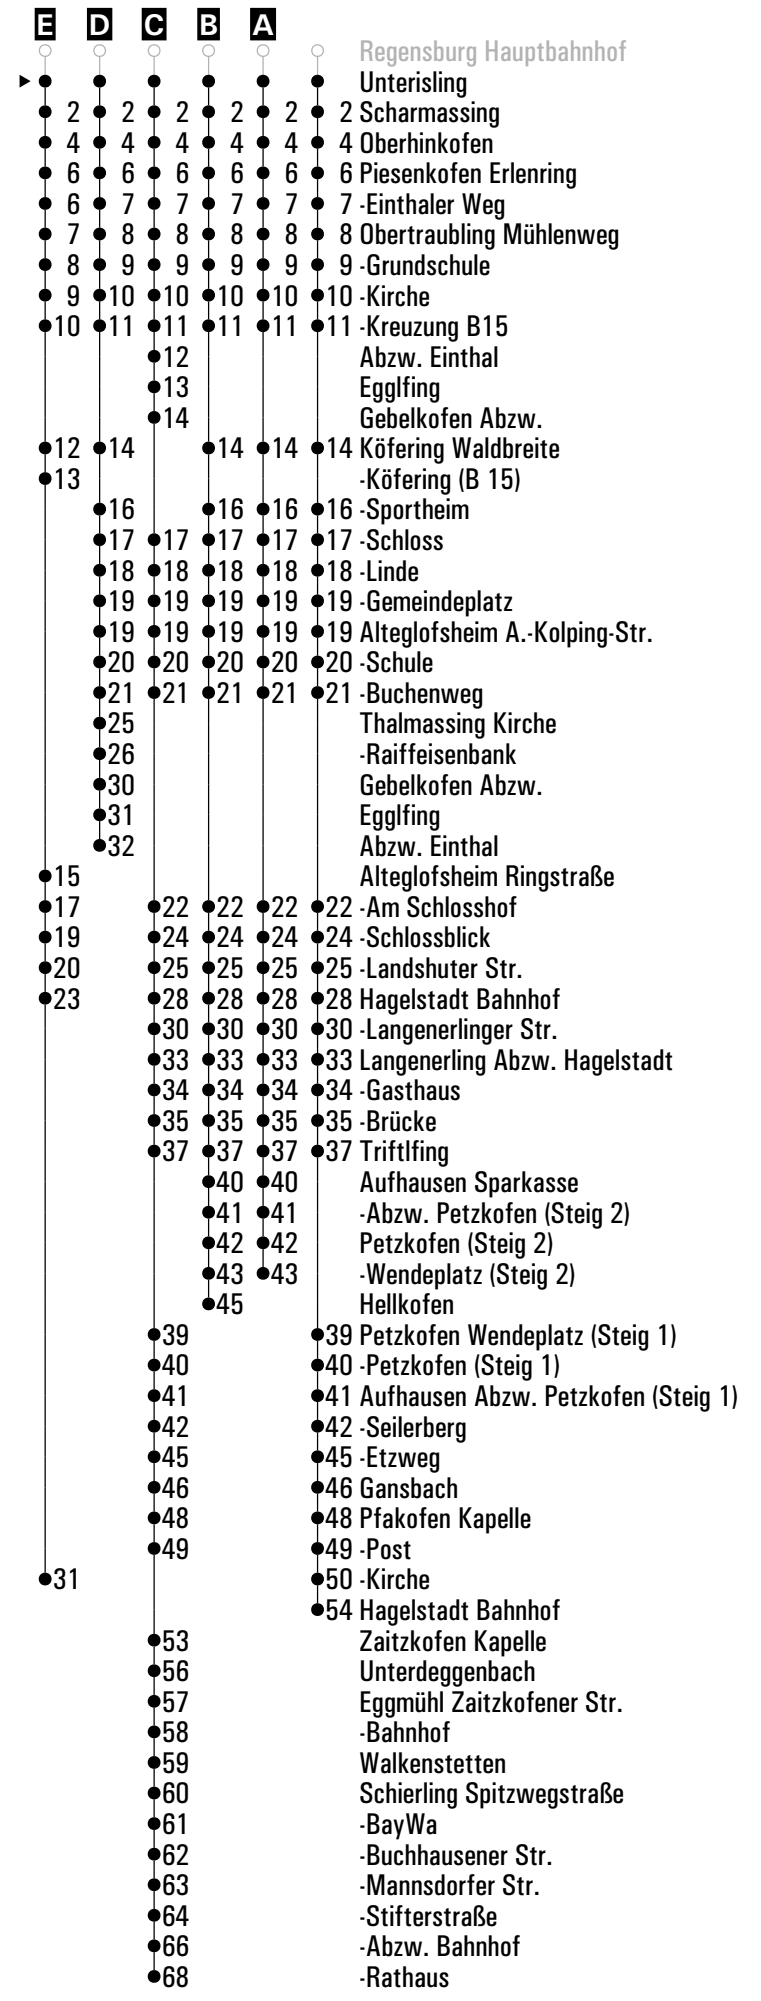 E D C B A
Regensburg Hauptbahnhof
Unterisling
2 2 2 2 2 2 Scharmassing
4 4 4 4 4 4 Oberhinkofen
6 6 6 6 6 6 Piesenkofen Erlenring
6 7 7 7 7 7 -Einthaler Weg
7 8 8 8 8 8 Obertraubling Mühlenweg
8 9 9 9 9 9 -Grundschule
9 10 10 10 10 10 -Kirche
10 11 11 11 11 11 -Kreuzung B15
12 Abzw. Einthal
13 Egglfing
14 Gebelkofen Abzw.
12 14 14 14 14 Köfering Waldbreite
13 -Köfering (B 15)
16 16 16 16 -Sportheim
17 17 17 17 17 -Schloss
18 18 18 18 18 -Linde
19 19 19 19 19 -Gemeindeplatz
19 19 19 19 19 Alteglofsheim A.-Kolping-Str.
20 20 20 20 20 -Schule
21 21 21 21 21 -Buchenweg
25 Thalmassing Kirche
26 -Raiffeisenbank
30 Gebelkofen Abzw.
31 Egglfing
32 Abzw. Einthal
15 Alteglofsheim Ringstraße
17 22 22 22 22 -Am Schlosshof
19 24 24 24 24 -Schlossblick
20 25 25 25 25 -Landshuter Str.
23 28 28 28 28 Hagelstadt Bahnhof
30 30 30 30 -Langenerlinger Str.
33 33 33 33 Langenerling Abzw. Hagelstadt
34 34 34 34 -Gasthaus
35 35 35 35 -Brücke
37 37 37 37 Triftlfing
40 40 Aufhausen Sparkasse
41 41 -Abzw. Petzkofen (Steig 2)
42 42 Petzkofen (Steig 2)
43 43 -Wendeplatz (Steig 2)
45 Hellkofen
39 39 Petzkofen Wendeplatz (Steig 1)
40 40 -Petzkofen (Steig 1)
41 41 Aufhausen Abzw. Petzkofen (Steig 1)
42 42 -Seilerberg
45 45 -Etzweg
46 46 Gansbach
48 48 Pfakofen Kapelle
49 49 -Post
31 50 -Kirche
54 Hagelstadt Bahnhof
53 Zaitzkofen Kapelle
56 Unterdeggenbach
57 Eggmühl Zaitzkofener Str.
58 -Bahnhof
59 Walkenstetten
60 Schierling Spitzwegstraße
61 -BayWa
62 -Buchhausener Str.
63 -Mannsdorfer Str.
64 -Stifterstraße
66 -Abzw. Bahnhof
68 -Rathaus